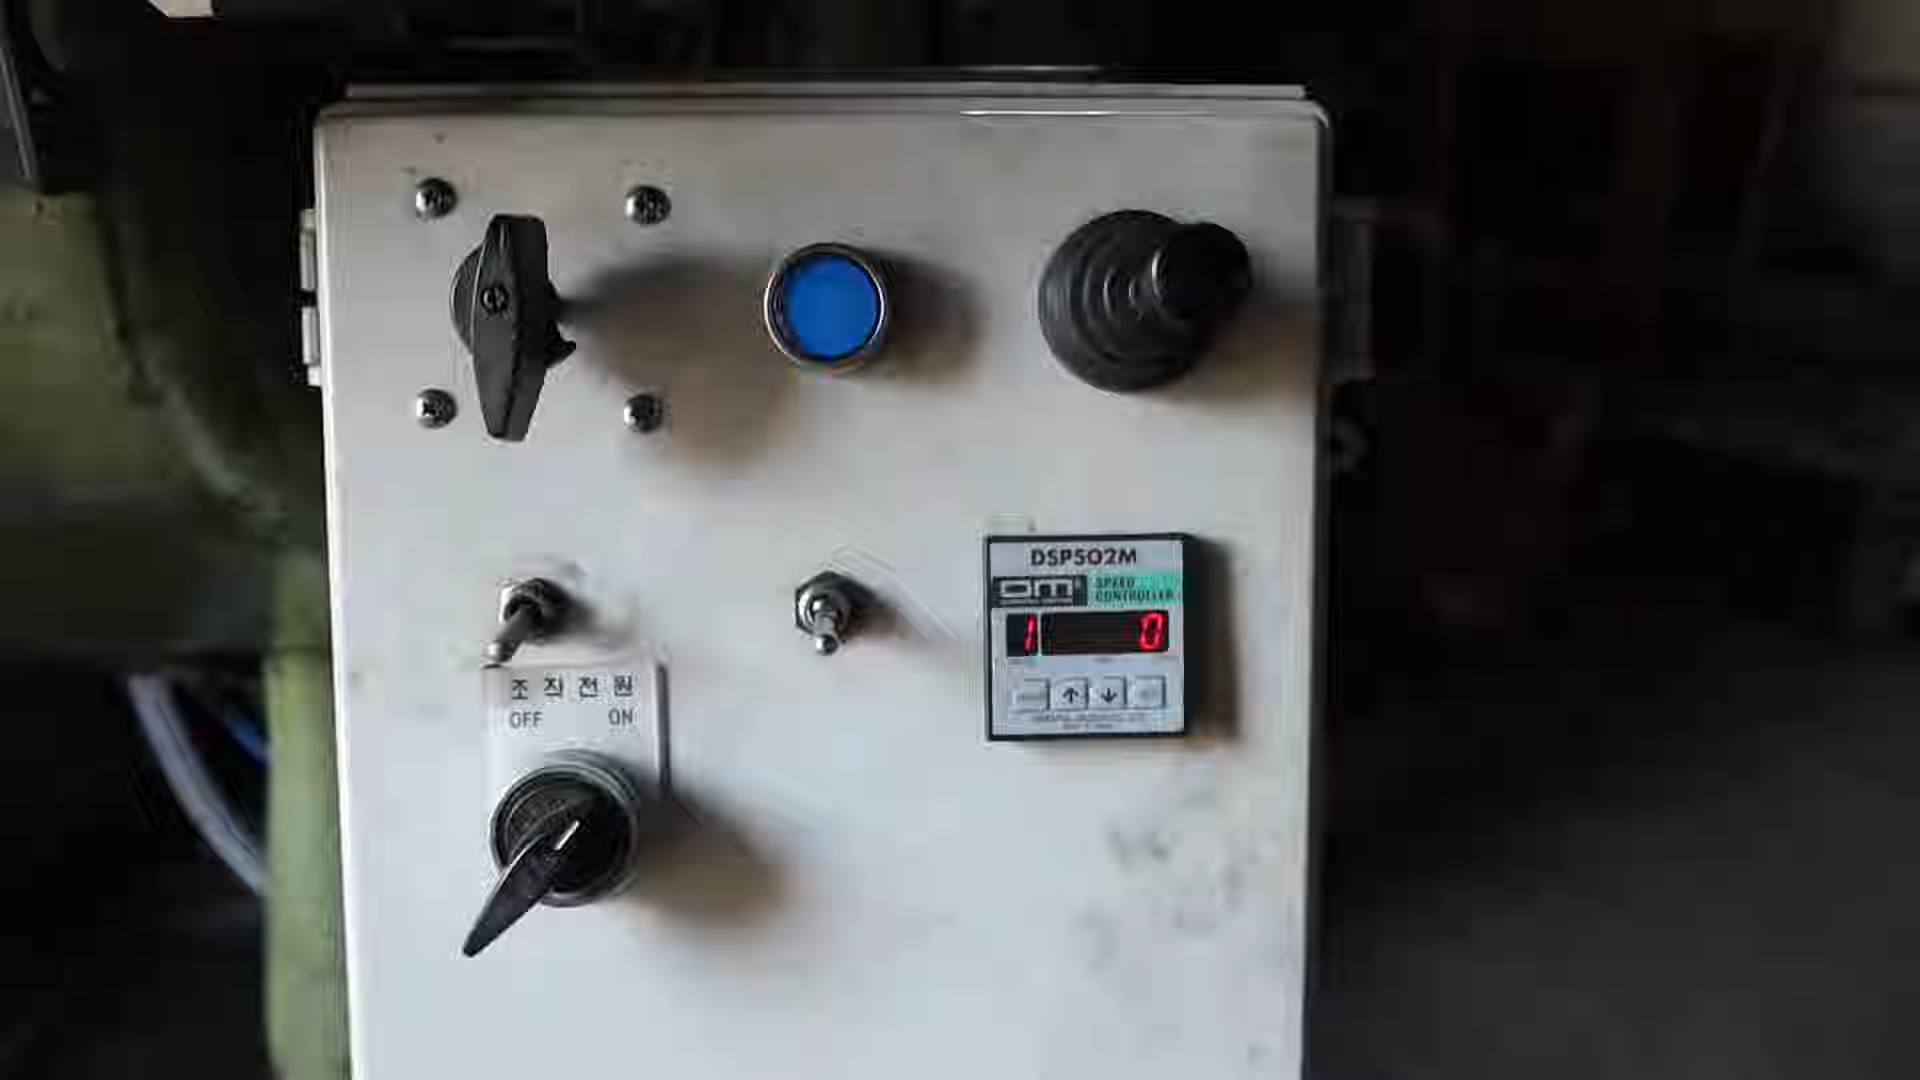 DSP502M
SPEED
CONTROLLER
1 0
조 작 전 원
OFF ON